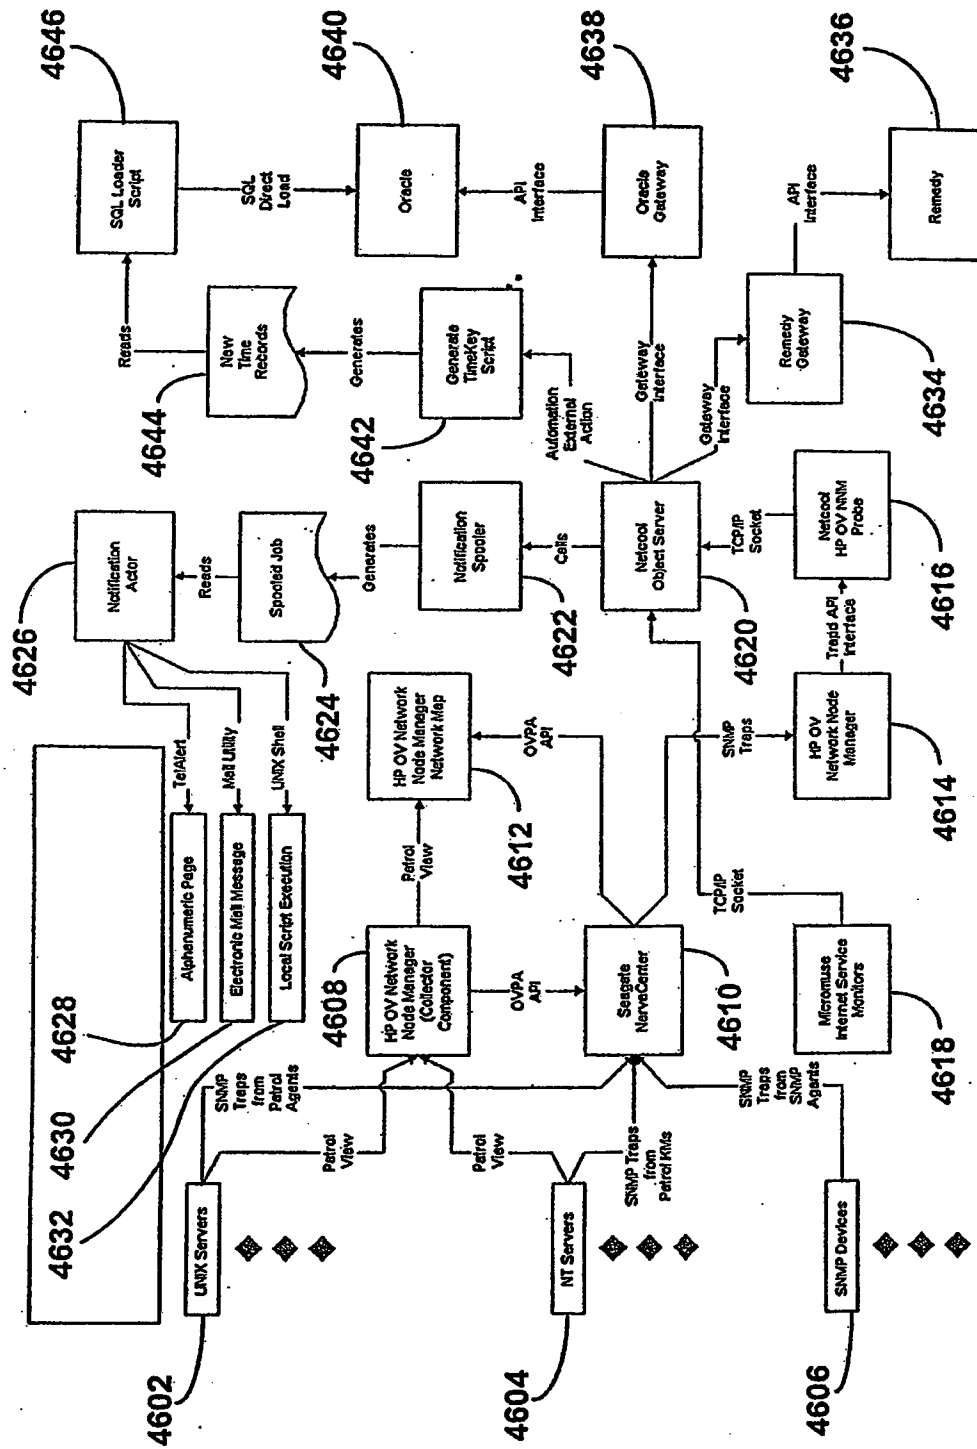 4602
UNIX Servers
4604
NT Servers
4606
SNMP Devices
4628
Alphanumeric Page
4630
Electronic Mail Message
4632
Local Script Execution
TelAlert
Mail Utility
UNIX Shell
SNMP
Traps
from
Patrol
Agents
Patrol
View
Patrol
View
SNMP Traps
from
Patrol KMs
SNMP
Traps from
SNMP
Agents
4608
HP OV Network
Node Manager
(Collector
Component)
OVPA
API
4610
Seagate
NerveCenter
4618
Micromuse
Internet Service
Monitors
Patrol
View
4612
HP OV Network
Node Manager
Network Map
OVPA
API
SNMP
Traps
TCP/IP
Socket
4614
HP OV
Network Node
Manager
Trapd API
Interface
4616
Netcool
HP OV NNM
Probe
TCP/IP
Socket
4620
Netcool
Object Server
Calls
4622
Notification
Spooler
Generates
4624
Spooled Job
Reads
4626
Notification
Actor
Automation
External
Action
Gateway
Interface
Gateway
Interface
4642
Generate
TimeKey
Script
Generates
4644
New
Time
Records
Reads
4646
SQL Loader
Script
SQL
Direct
Load
4640
Oracle
API
Interface
4638
Oracle
Gateway
4634
Remedy
Gateway
API
Interface
4636
Remedy